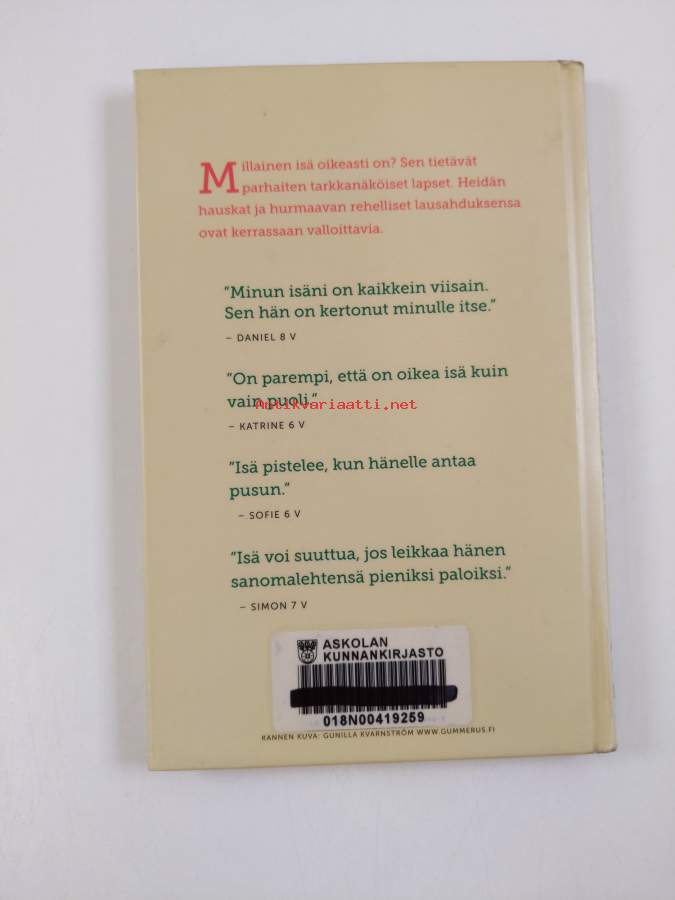 Millainen isä oikeasti on? Sen tietävät
parhaiten tarkkanäköiset lapset. Heidän
hauskat ja hurmaavan rehelliset lausahduksensa
ovat kerrassaan valloittavia.
”Minun isäni on kaikkein viisain.
Sen hän on kertonut minulle itse.”
– DANIEL 8 V
”On parempi, että on oikea isä kuin
vain puoli.”
Antikvariaatti.net
– KATRINE 6 V
”Isä pistelee, kun hänelle antaa
pusun.”
– SOFIE 6 V
”Isä voi suuttua, jos leikkaa hänen
sanomalehtensä pieniksi paloiksi.”
– SIMON 7 V
ASKOLAN
KUNNANKIRJASTO
018N00419259
KANNEN KUVA: GUNILLA KVARNSTRÖM WWW.GUMMERUS.FI